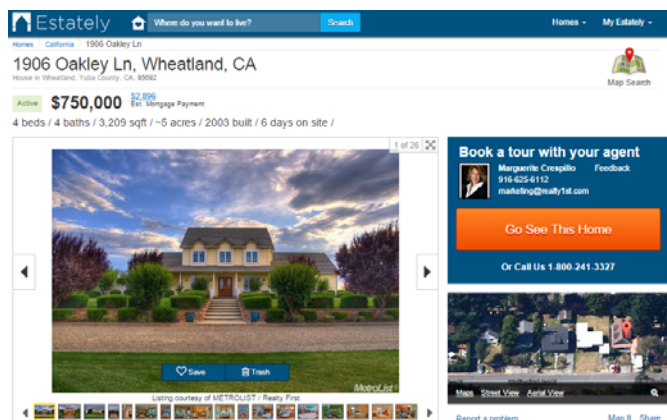 Estately
Where do you want to live?
Search
Homes
My Estately
Homes / California / 1906 Oakley Ln
1906 Oakley Ln, Wheatland, CA
House in Wheatland, Yuba County, CA, 95692
Map Search
Active
$750,000
$2,896
Est. Mortgage Payment
4 beds / 4 baths / 3,209 sqft / ~5 acres / 2003 built / 6 days on site /
1 of 26
Book a tour with your agent
Marguerite Crespillo
Feedback
916-625-6112
marketing@realty1st.com
Go See This Home
Or Call Us 1-800-241-3327
Save
Trash
MetroList
Listing courtesy of METROLIST / Realty First
Maps
Street View
Aerial View
Report a problem
Map It
Share